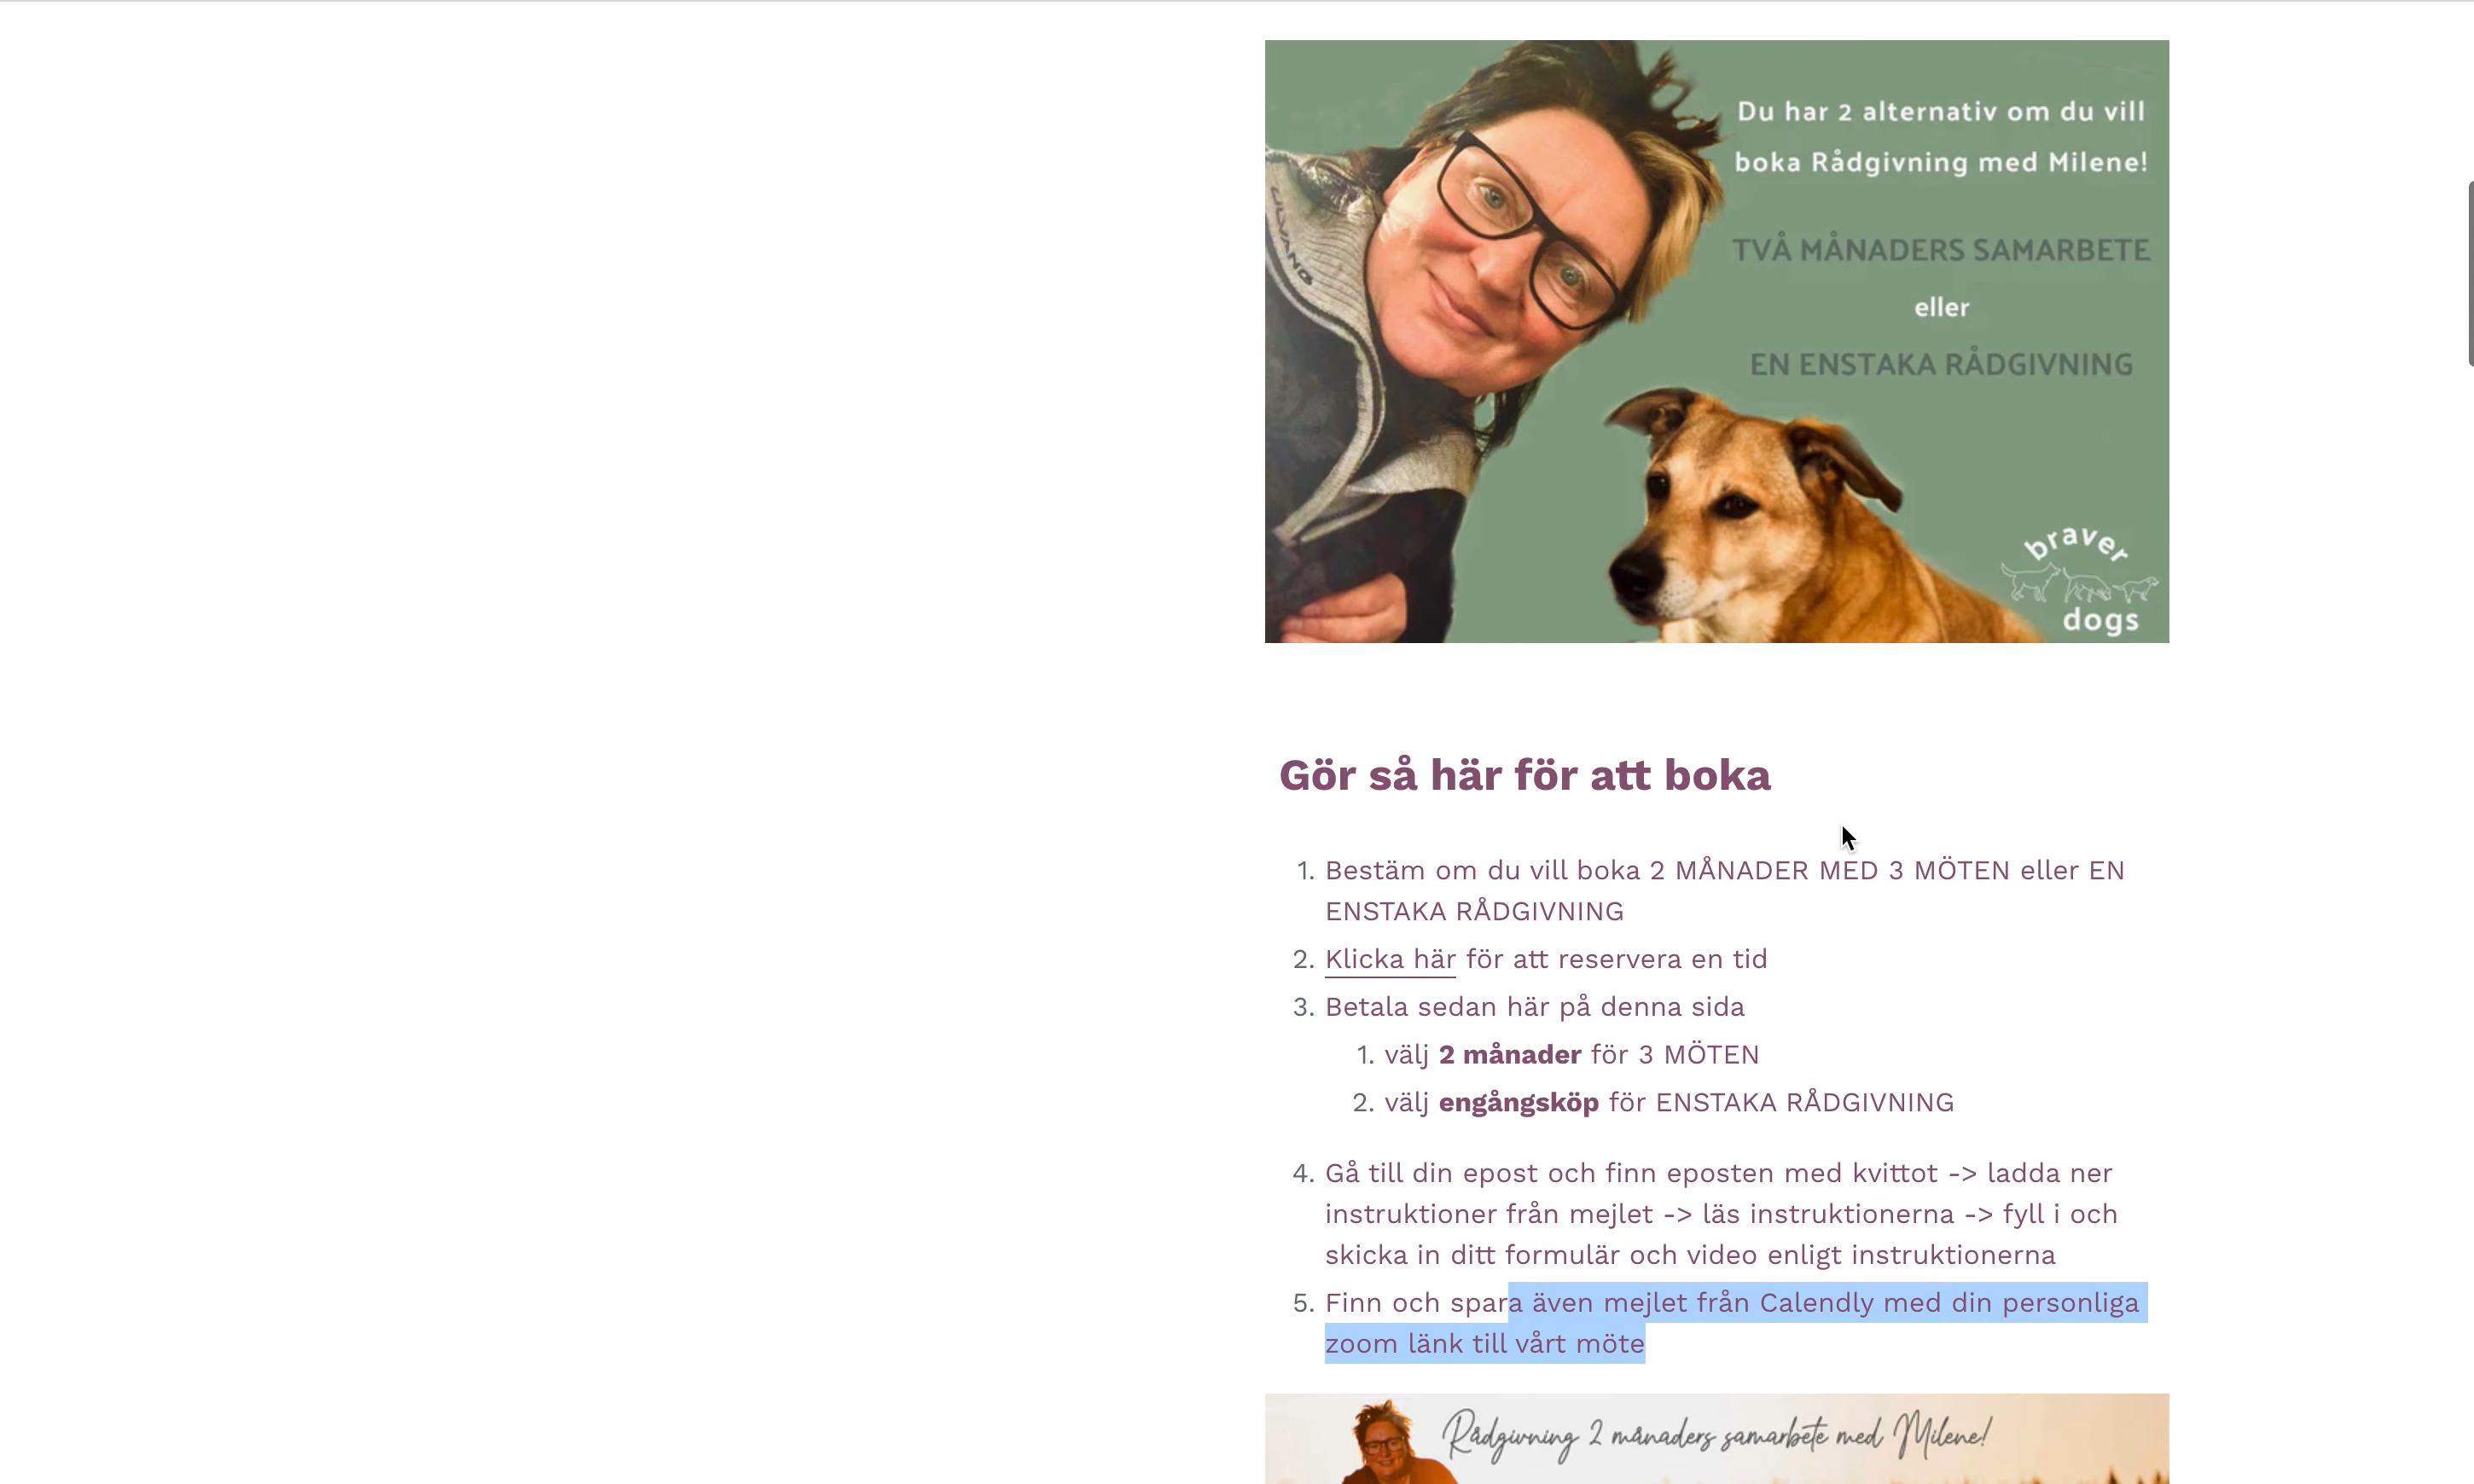 Du har 2 alternativ om du vill
boka Rådgivning med Milene!
TVÅ MÅNADERS SAMARBETE
eller
EN ENSTAKA RÅDGIVNING
ULVANG
braver
dogs
Gör så här för att boka
1. Bestäm om du vill boka 2 MÅNADER MED 3 MÖTEN eller EN
ENSTAKA RÅDGIVNING
2. Klicka här för att reservera en tid
3. Betala sedan här på denna sida
1. välj 2 månader för 3 MÖTEN
2. välj engångsköp för ENSTAKA RÅDGIVNING
4. Gå till din epost och finn eposten med kvittot -> ladda ner
instruktioner från mejlet -> läs instruktionerna -> fyll i och
skicka in ditt formulär och video enligt instruktionerna
5. Finn och spara även mejlet från Calendly med din personliga
zoom länk till vårt möte
Rådgivning 2 månaders samarbete med Milene!